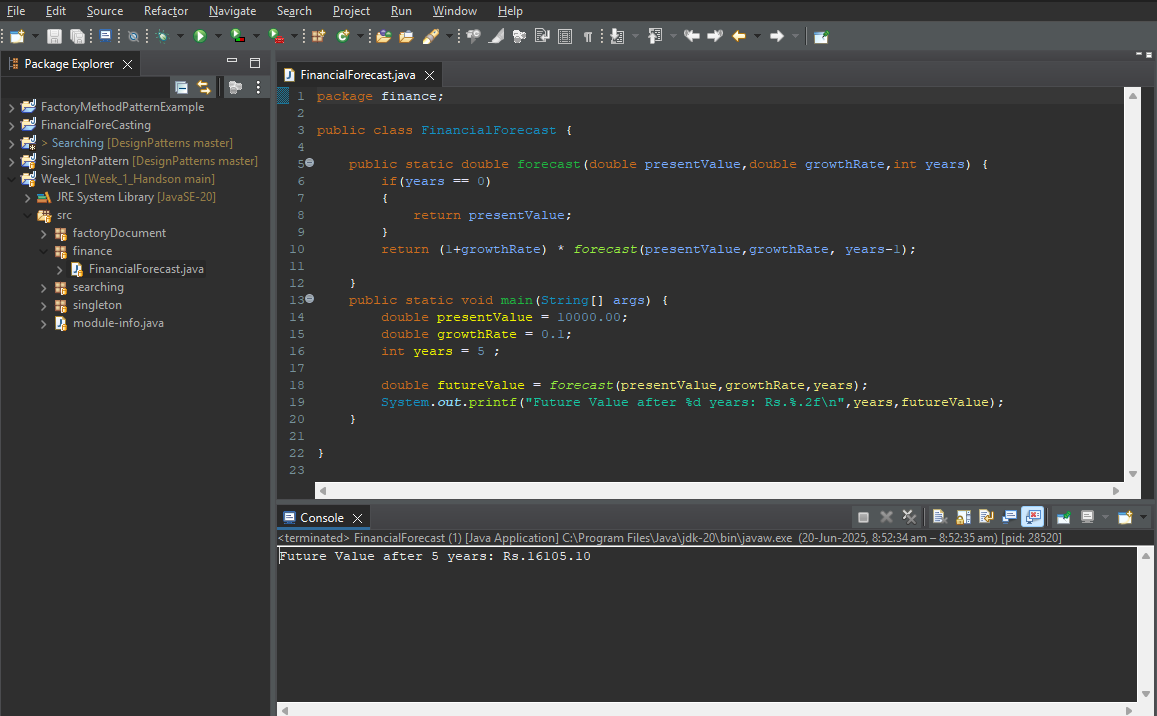 File Edit Source Refactor Navigate Search Project Run Window Help
Package Explorer
FactoryMethodPatternExample
FinancialForeCasting
> Searching [DesignPatterns master]
SingletonPattern [DesignPatterns master]
Week_1 [Week_1_Handson main]
JRE System Library [JavaSE-20]
src
factoryDocument
finance
FinancialForecast.java
searching
singleton
module-info.java
FinancialForecast.java
1 package finance;
2
3 public class FinancialForecast {
4
5 public static double forecast(double presentValue,double growthRate,int years) {
6 if(years == 0)
7 {
8 return presentValue;
9 }
10 return (1+growthRate) * forecast(presentValue,growthRate, years-1);
11
12 }
13 public static void main(String[] args) {
14 double presentValue = 10000.00;
15 double growthRate = 0.1;
16 int years = 5 ;
17
18 double futureValue = forecast(presentValue,growthRate,years);
19 System.out.printf("Future Value after %d years: Rs.%.2f\n",years,futureValue);
20 }
21
22 }
23
Console
<terminated> FinancialForecast (1) [Java Application] C:\Program Files\Java\jdk-20\bin\javaw.exe (20-Jun-2025, 8:52:34 am – 8:52:35 am) [pid: 28520]
Future Value after 5 years: Rs.16105.10